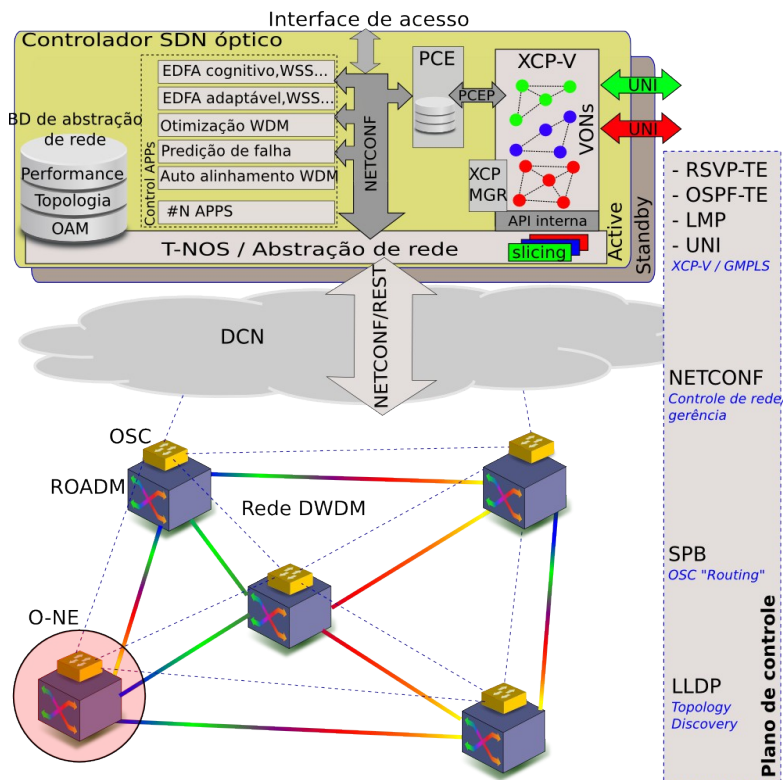 Interface de acesso
Controlador SDN óptico
EDFA cognitivo,WSS...
EDFA adaptável,WSS...
Otimização WDM
Predição de falha
Auto alinhamento WDM
#N APPS
Control APPs
BD de abstração
de rede
Performance
Topologia
OAM
NETCONF
PCE
PCEP
XCP-V
VONs
XCP
MGR
API interna
UNI
UNI
T-NOS / Abstração de rede
slicing
Active
Standby
DCN
NETCONF/REST
OSC
ROADM
Rede DWDM
O-NE
- RSVP-TE
- OSPF-TE
- LMP
- UNI
XCP-V / GMPLS
NETCONF
Controle de rede/
gerência
SPB
OSC "Routing"
LLDP
Topology
Discovery
Plano de controle